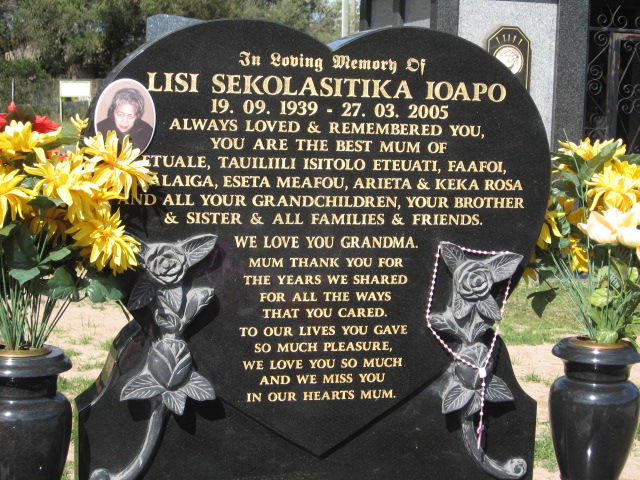 In Loving Memory Of
LISI SEKOLASITIKA IOAPO
19. 09. 1939 - 27. 03. 2005
ALWAYS LOVED & REMEMBERED YOU,
YOU ARE THE BEST MUM OF
TAUILIILI ISITOLO ETEUATI, FAAFOI,
ESETA MEAFOU, ARIETA & KEKA ROSA
AND ALL YOUR GRANDCHILDREN, YOUR BROTHER
& SISTER & ALL FAMILIES & FRIENDS.
WE LOVE YOU GRANDMA.
MUM THANK YOU FOR
THE YEARS WE SHARED
FOR ALL THE WAYS
THAT YOU CARED.
TO OUR LIVES YOU GAVE
SO MUCH PLEASURE,
WE LOVE YOU SO MUCH
AND WE MISS YOU
IN OUR HEARTS MUM.